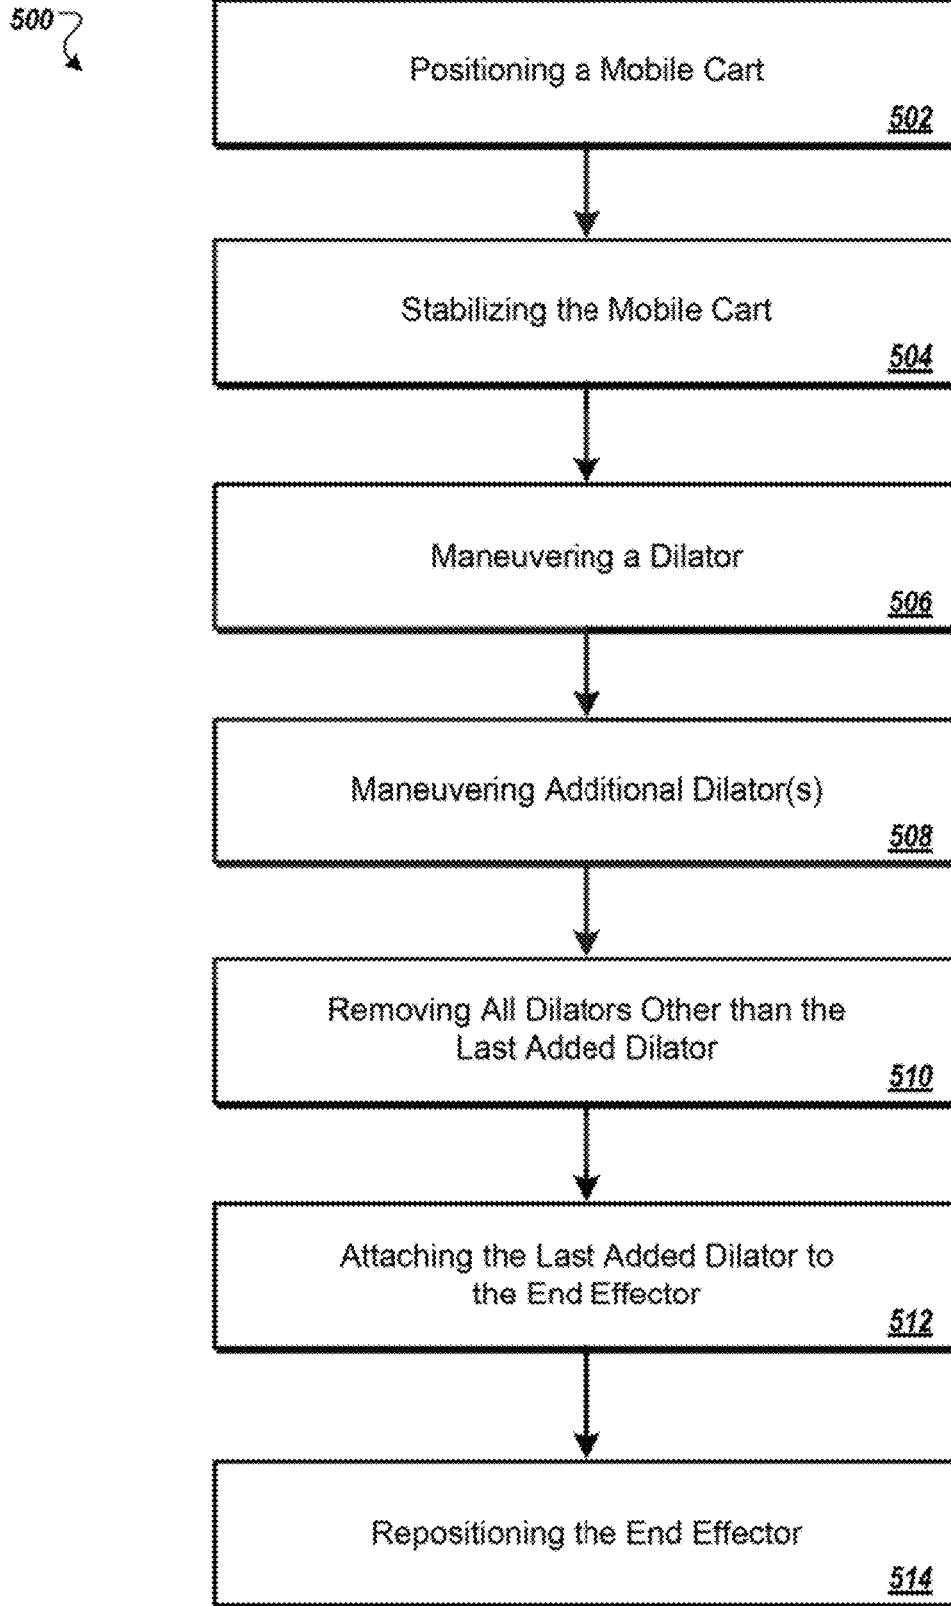 500
Positioning a Mobile Cart
502
Stabilizing the Mobile Cart
504
Maneuvering a Dilator
506
Maneuvering Additional Dilator(s)
508
Removing All Dilators Other than the
Last Added Dilator
510
Attaching the Last Added Dilator to
the End Effector
512
Repositioning the End Effector
514